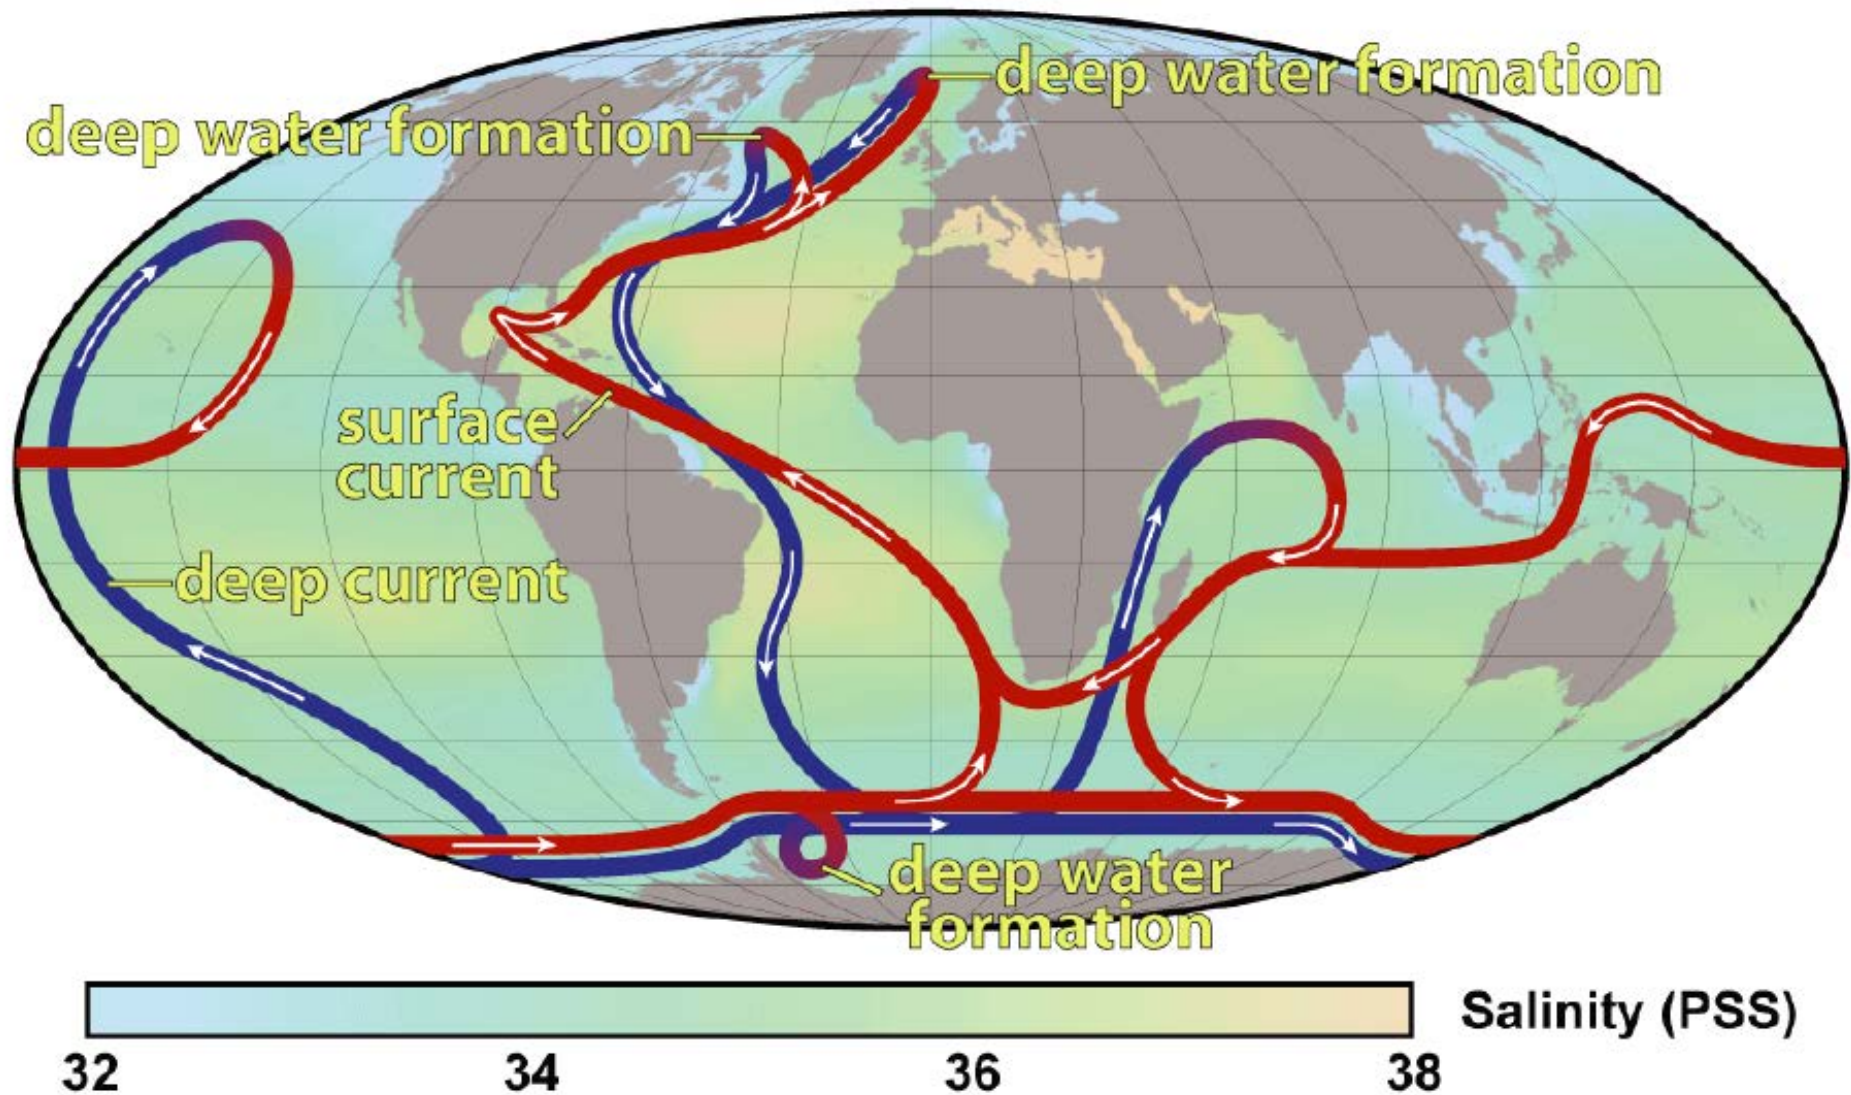 deep water formation
deep water formation
surface
current
deep current
deep water
formation
Salinity (PSS)
32 34 36 38